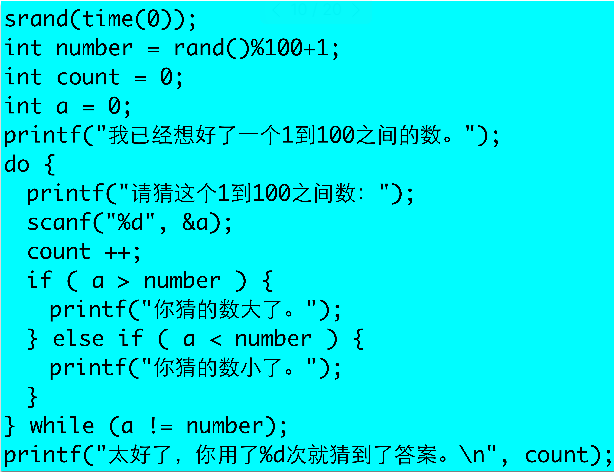 srand(time(0));
int number = rand()%100+1;
int count = 0;
int a = 0;
printf("我已经想好了一个1到100之间的数。");
do {
  printf("请猜这个1到100之间数：");
  scanf("%d", &a);
  count ++;
  if ( a > number ) {
    printf("你猜的数大了。");
  } else if ( a < number ) {
    printf("你猜的数小了。");
  }
} while (a != number);
printf("太好了，你用了%d次就猜到了答案。\n", count);